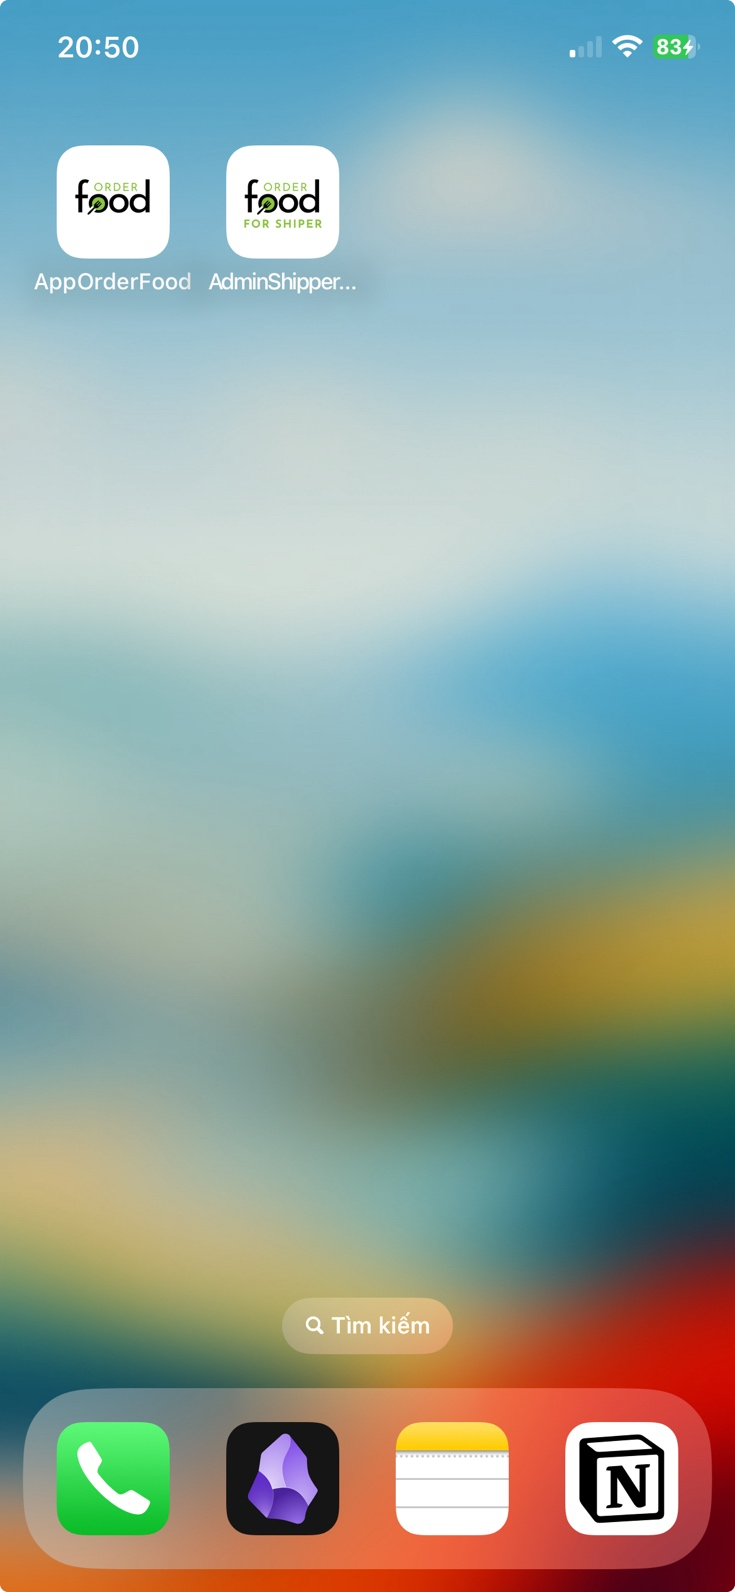 20:50
83
ORDER
food
ORDER
food
FOR SHIPER
AppOrderFood
AdminShipper...
Tìm kiếm
N